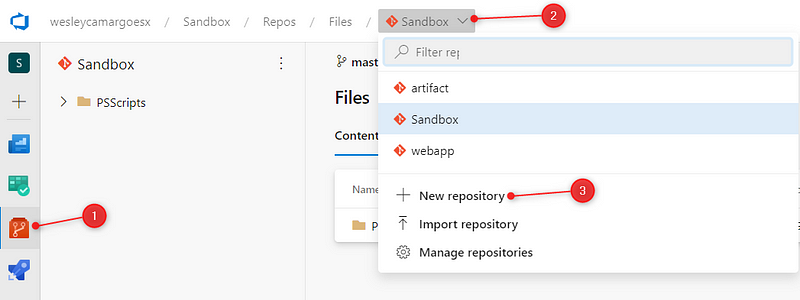 wesleycamargoesx / Sandbox / Repos / Files / Sandbox
2
S
Sandbox
PSScripts
1
mast
Files
Content
Name
P
Filter rep
artifact
Sandbox
webapp
New repository
3
Import repository
Manage repositories